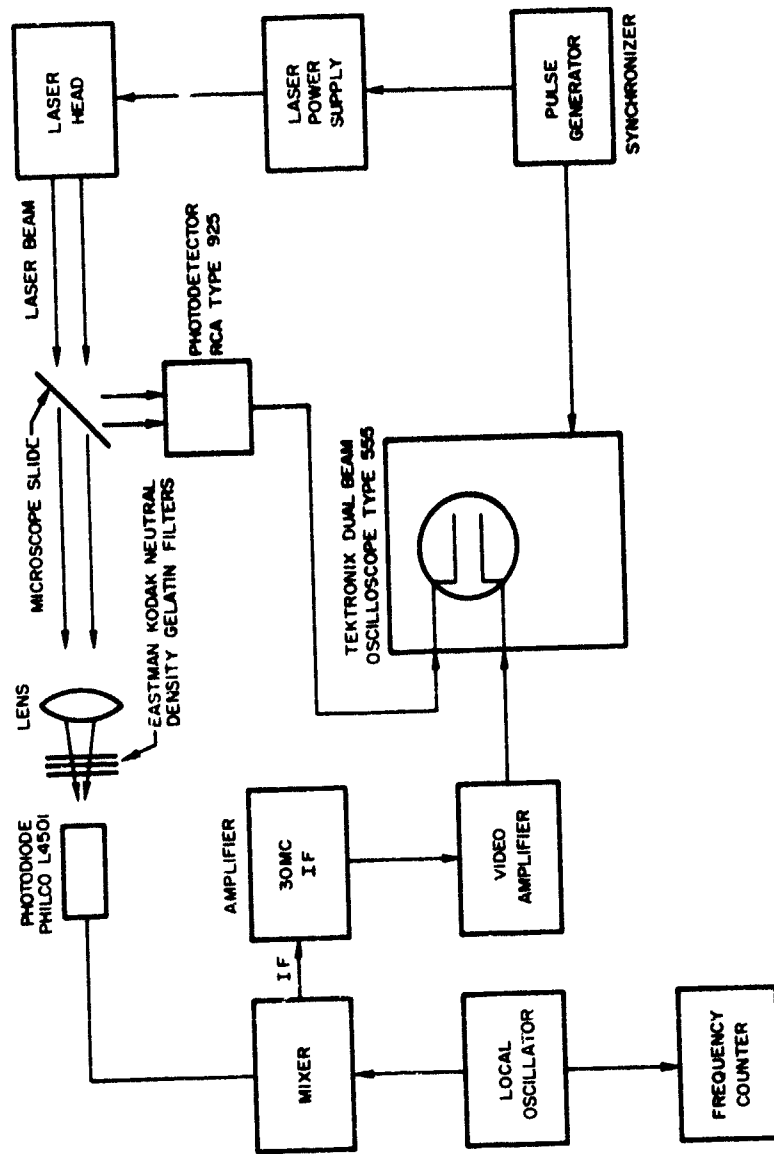 PHOTODIODE
PHILCO L4501
LENS
EASTMAN KODAK NEUTRAL
DENSITY GELATIN FILTERS
MICROSCOPE SLIDE
LASER BEAM
LASER
HEAD
PHOTODETECTOR
RCA TYPE 925
AMPLIFIER
MIXER
IF
30MC
IF
LASER
POWER
SUPPLY
TEKTRONIX DUAL BEAM
OSCILLOSCOPE TYPE 555
LOCAL
OSCILLATOR
VIDEO
AMPLIFIER
PULSE
GENERATOR
SYNCHRONIZER
FREQUENCY
COUNTER